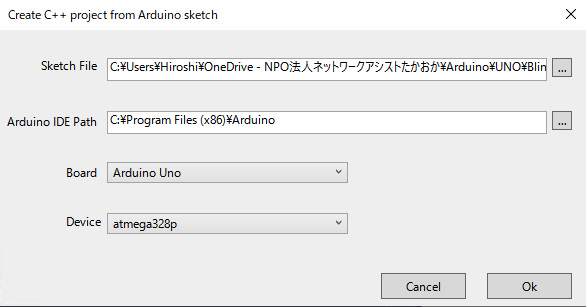 Create C++ project from Arduino sketch
Sketch File C:¥Users¥Hiroshi¥OneDrive - NPO法人ネットワークアシストたかおか¥Arduino¥UNO¥Blin ...
Arduino IDE Path C:¥Program Files (x86)¥Arduino ...
Board Arduino Uno
Device atmega328p
Cancel Ok